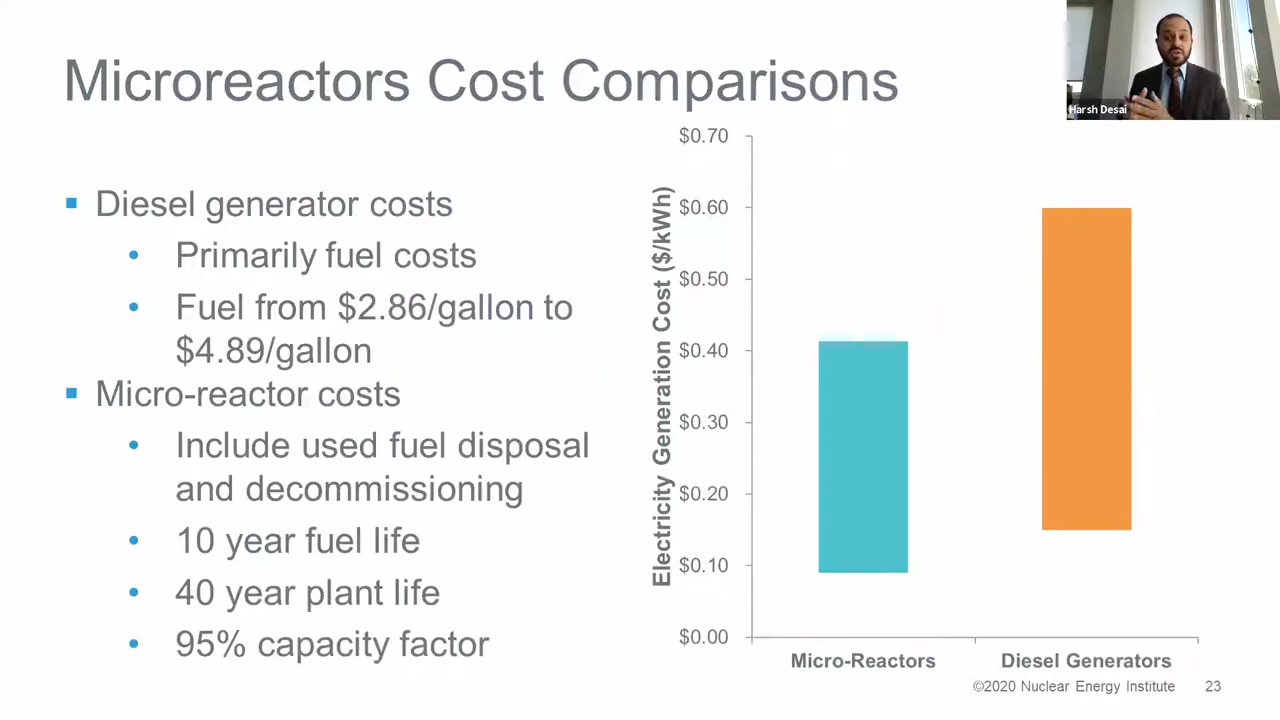 Microreactors Cost Comparisons
Harsh Desai
▪ Diesel generator costs
• Primarily fuel costs
• Fuel from $2.86/gallon to
$4.89/gallon
▪ Micro-reactor costs
• Include used fuel disposal
and decommissioning
• 10 year fuel life
• 40 year plant life
• 95% capacity factor
Electricity Generation Cost ($/kWh)
$0.70
$0.60
$0.50
$0.40
$0.30
$0.20
$0.10
$0.00
Micro-Reactors
Diesel Generators
©2020 Nuclear Energy Institute
23